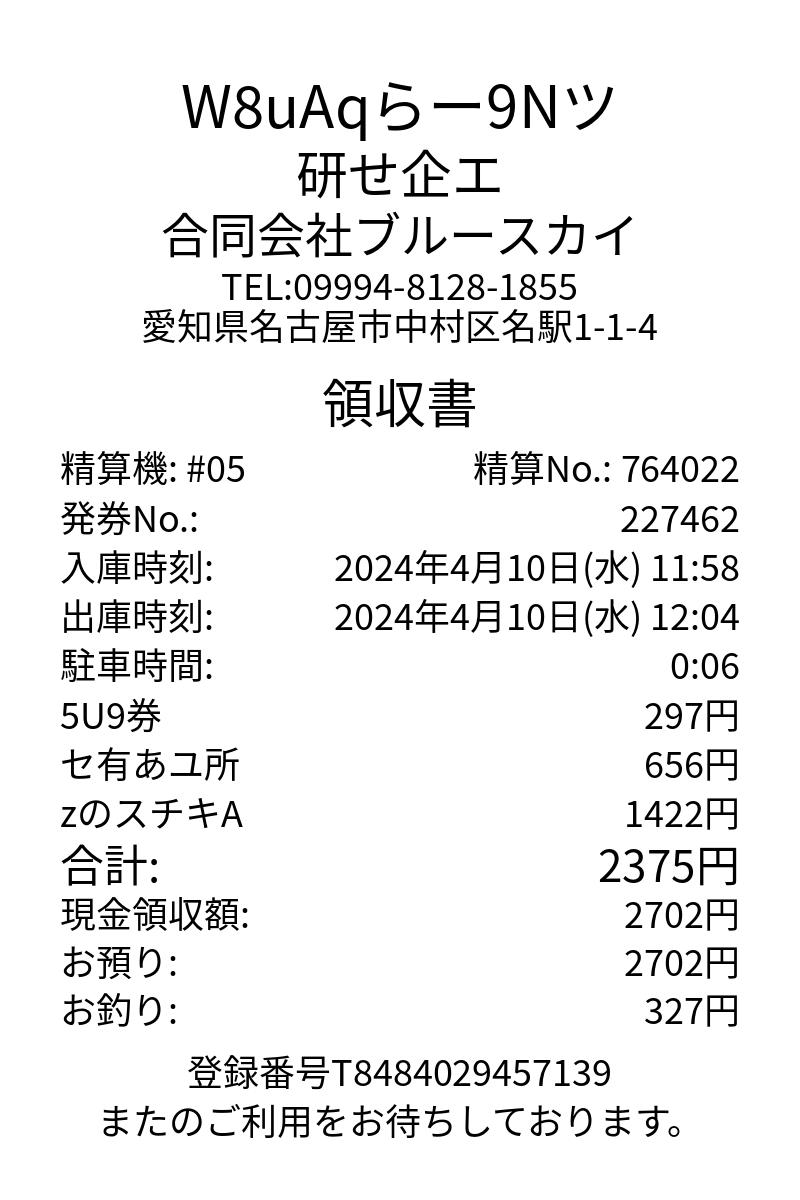 W8uAqらー9Nツ
研せ企エ
合同会社ブルースカイ
TEL:09994-8128-1855
愛知県名古屋市中村区名駅1-1-4
領収書
精算機: #05 精算No.: 764022
発券No.: 227462
入庫時刻: 2024年4月10日(水) 11:58
出庫時刻: 2024年4月10日(水) 12:04
駐車時間: 0:06
5U9券 297円
セ有あユ所 656円
zのスチキA 1422円
合計: 2375円
現金領収額: 2702円
お預り: 2702円
お釣り: 327円
登録番号T8484029457139
またのご利用をお待ちしております。